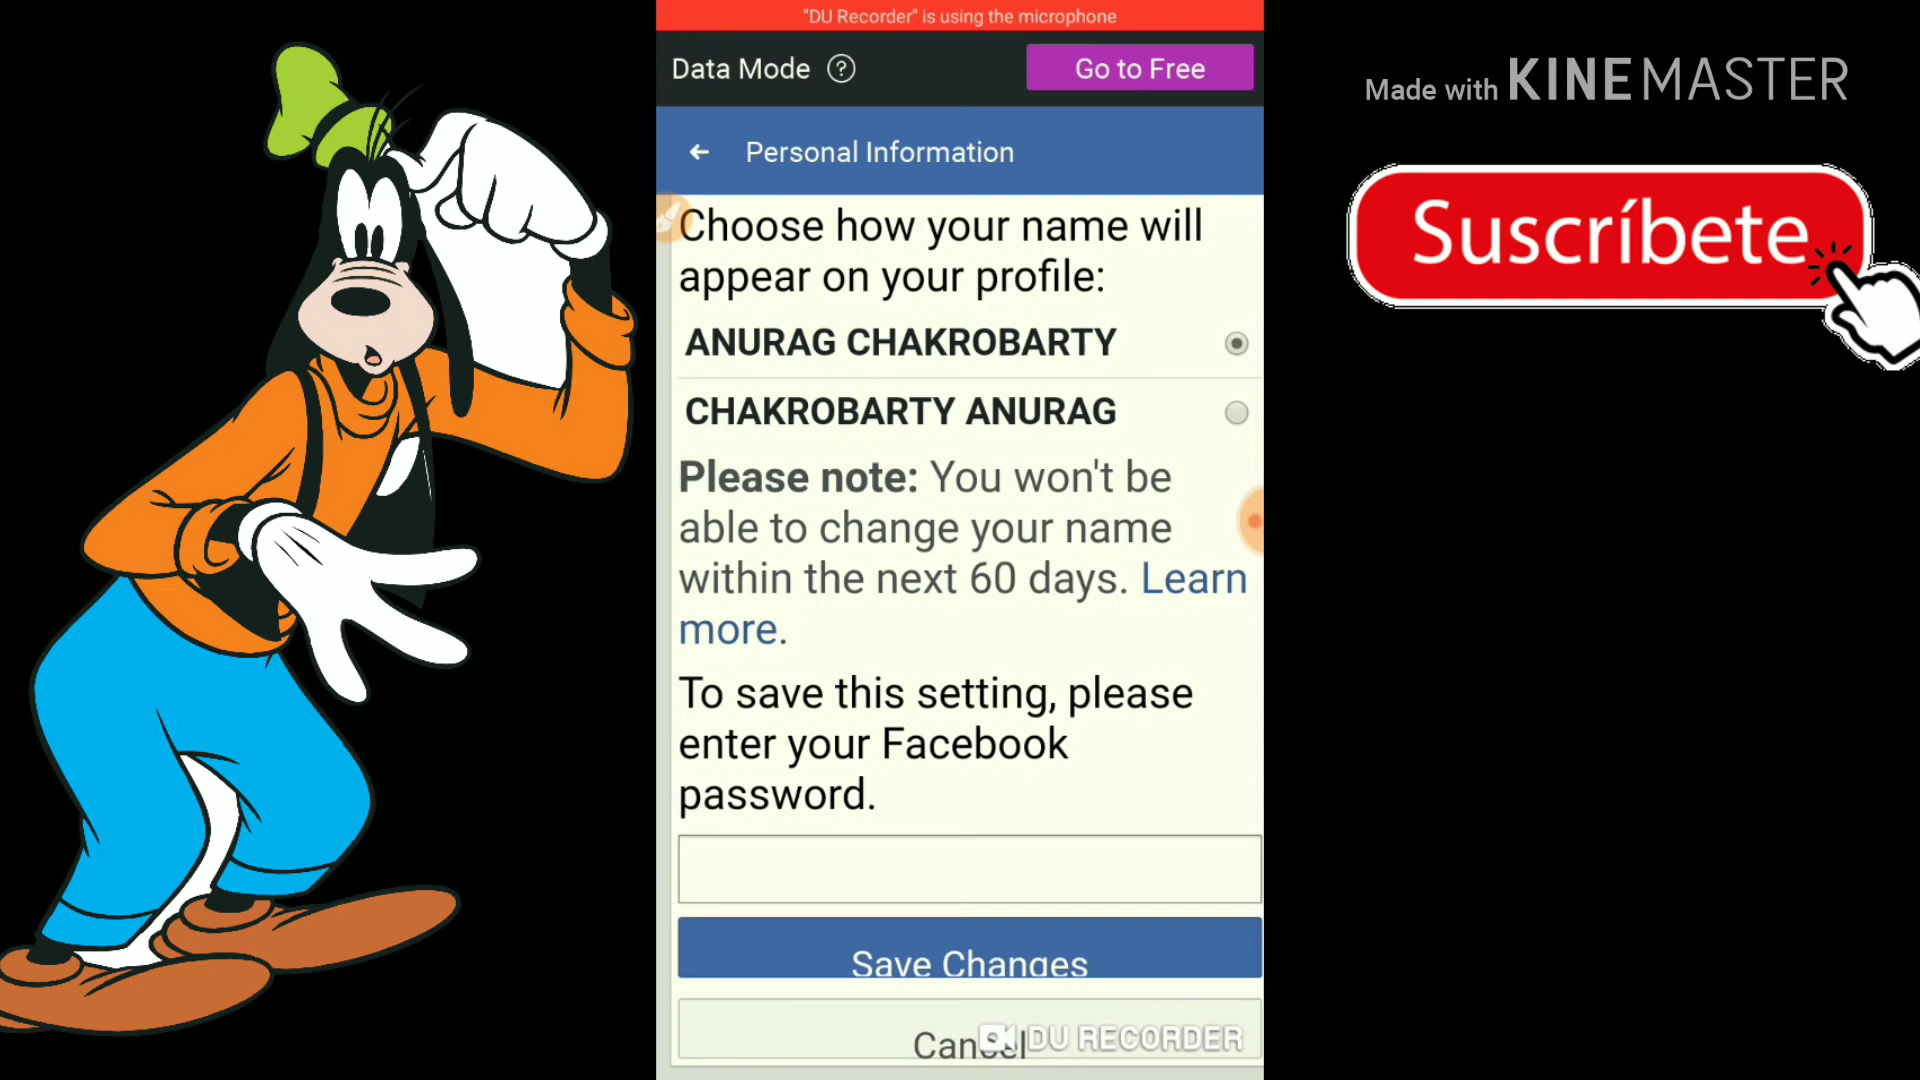 "DU Recorder" is using the microphone
Data Mode ?
Go to Free
Personal Information
Choose how your name will
appear on your profile:
ANURAG CHAKROBARTY
CHAKROBARTY ANURAG
Please note: You won't be
able to change your name
within the next 60 days. Learn
more.
To save this setting, please
enter your Facebook
password.
Save Changes
Cancel
DU RECORDER
Made with KINEMASTER
Suscríbete